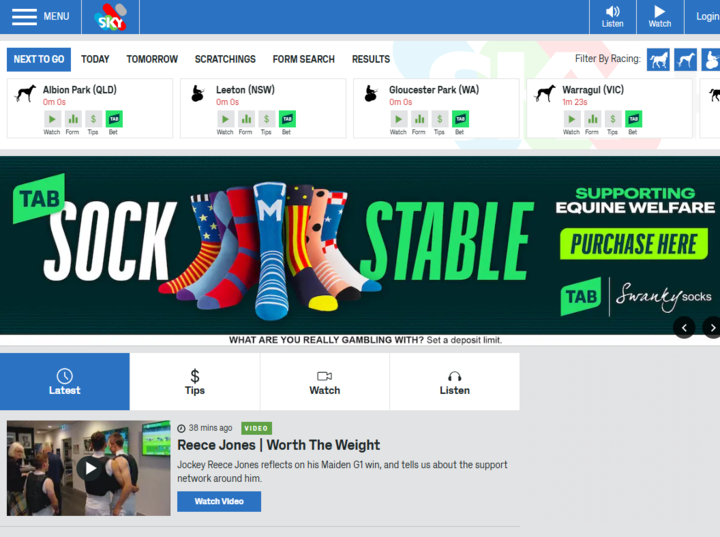 MENU
SKY
Listen
Watch
Login
NEXT TO GO
TODAY
TOMORROW
SCRATCHINGS
FORM SEARCH
RESULTS
Filter By Racing:
Albion Park (QLD)
0m 0s
Watch
Form
$
Tips
TAB
Bet
Leeton (NSW)
0m 0s
Watch
Form
$
Tips
TAB
Bet
Gloucester Park (WA)
0m 0s
Watch
Form
$
Tips
TAB
Bet
Warragul (VIC)
1m 23s
Watch
Form
$
Tips
TAB
Bet
TAB
SOCK
M
STABLE
SUPPORTING
EQUINE WELFARE
PURCHASE HERE
TAB
Swanky socks
WHAT ARE YOU REALLY GAMBLING WITH? Set a deposit limit.
Latest
$
Tips
Watch
Listen
38 mins ago
VIDEO
Reece Jones | Worth The Weight
Jockey Reece Jones reflects on his Maiden G1 win, and tells us about the support
network around him.
Watch Video